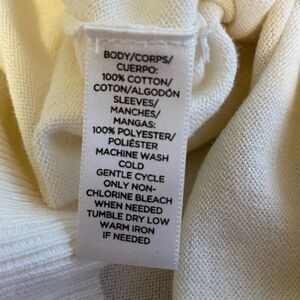 BODY/CORPS/
CUERPO:
100% COTTON/
COTON/ALGODÓN
SLEEVES/
MANCHES/
MANGAS:
100% POLYESTER/
POLIÉSTER
MACHINE WASH
COLD
GENTLE CYCLE
ONLY NON-
CHLORINE BLEACH
WHEN NEEDED
TUMBLE DRY LOW
WARM IRON
IF NEEDED